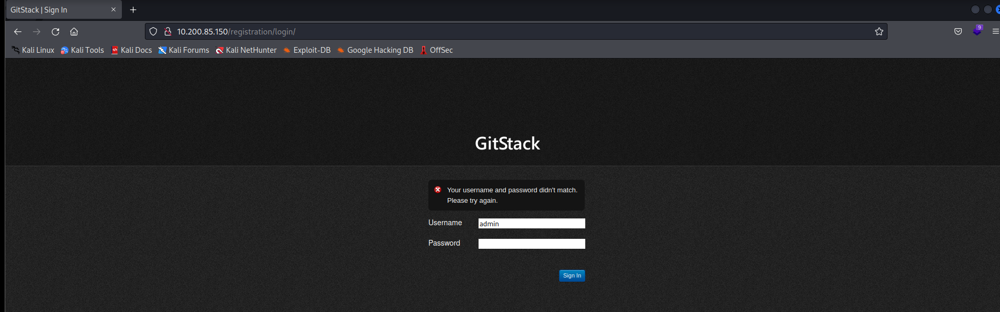 GitStack | Sign In
10.200.85.150/registration/login/
9
Kali Linux Kali Tools Kali Docs Kali Forums Kali NetHunter Exploit-DB Google Hacking DB OffSec
GitStack
Your username and password didn't match.
Please try again.
Username admin
Password
Sign In